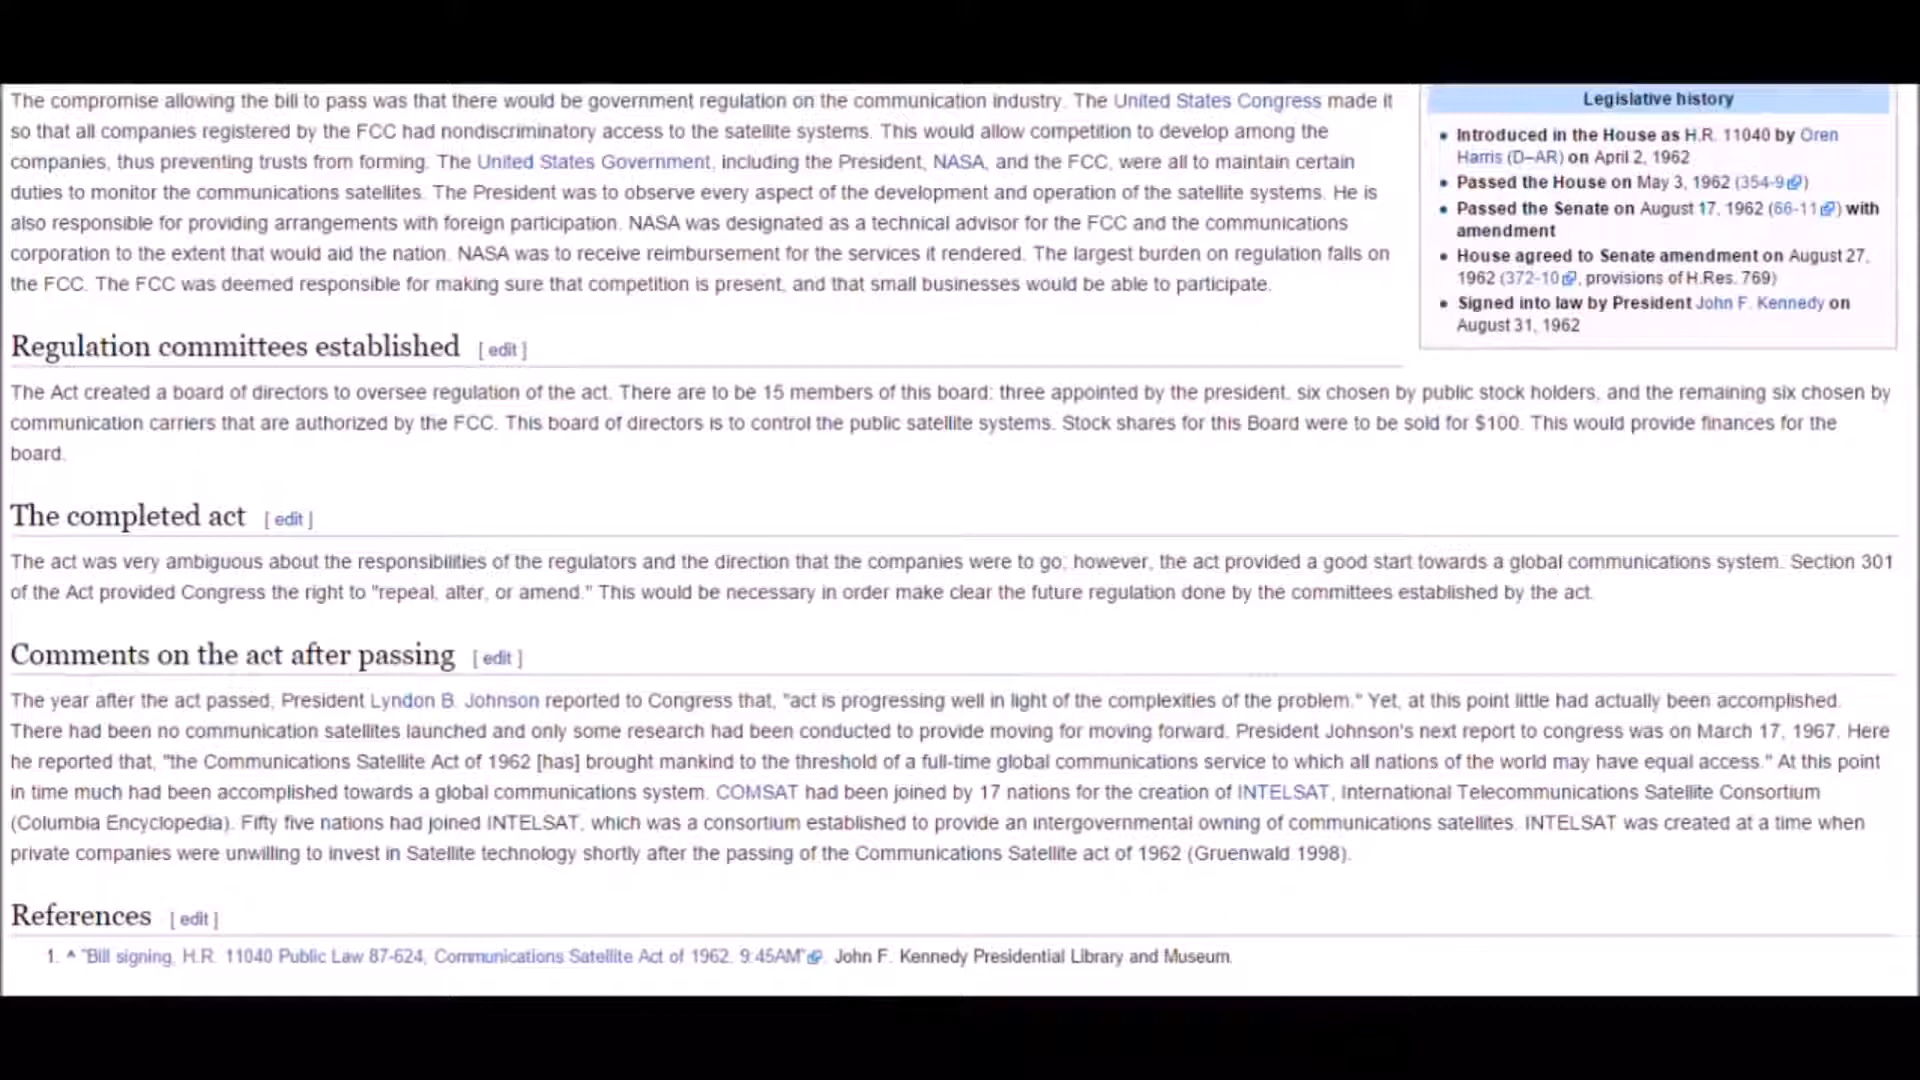 The compromise allowing the bill to pass was that there would be government regulation on the communication industry. The United States Congress made it
so that all companies registered by the FCC had nondiscriminatory access to the satellite systems. This would allow competition to develop among the
companies, thus preventing trusts from forming. The United States Government, including the President, NASA, and the FCC, were all to maintain certain
duties to monitor the communications satellites. The President was to observe every aspect of the development and operation of the satellite systems. He is
also responsible for providing arrangements with foreign participation. NASA was designated as a technical advisor for the FCC and the communications
corporation to the extent that would aid the nation. NASA was to receive reimbursement for the services it rendered. The largest burden on regulation falls on
the FCC. The FCC was deemed responsible for making sure that competition is present, and that small businesses would be able to participate.
Legislative history
• Introduced in the House as H.R. 11040 by Oren
Harris (D–AR) on April 2, 1962
• Passed the House on May 3, 1962 (354-9)
• Passed the Senate on August 17, 1962 (66-11) with
amendment
• House agreed to Senate amendment on August 27,
1962 (372-10, provisions of H.Res. 769)
• Signed into law by President John F. Kennedy on
August 31, 1962
Regulation committees established [ edit ]
The Act created a board of directors to oversee regulation of the act. There are to be 15 members of this board: three appointed by the president, six chosen by public stock holders, and the remaining six chosen by
communication carriers that are authorized by the FCC. This board of directors is to control the public satellite systems. Stock shares for this Board were to be sold for $100. This would provide finances for the
board.
The completed act [ edit ]
The act was very ambiguous about the responsibilities of the regulators and the direction that the companies were to go; however, the act provided a good start towards a global communications system. Section 301
of the Act provided Congress the right to "repeal, alter, or amend." This would be necessary in order make clear the future regulation done by the committees established by the act.
Comments on the act after passing [ edit ]
The year after the act passed, President Lyndon B. Johnson reported to Congress that, "act is progressing well in light of the complexities of the problem." Yet, at this point little had actually been accomplished.
There had been no communication satellites launched and only some research had been conducted to provide moving for moving forward. President Johnson's next report to congress was on March 17, 1967. Here
he reported that, "the Communications Satellite Act of 1962 [has] brought mankind to the threshold of a full-time global communications service to which all nations of the world may have equal access." At this point
in time much had been accomplished towards a global communications system. COMSAT had been joined by 17 nations for the creation of INTELSAT, International Telecommunications Satellite Consortium
(Columbia Encyclopedia). Fifty five nations had joined INTELSAT, which was a consortium established to provide an intergovernmental owning of communications satellites. INTELSAT was created at a time when
private companies were unwilling to invest in Satellite technology shortly after the passing of the Communications Satellite act of 1962 (Gruenwald 1998).
References [ edit ]
1. ^ "Bill signing, H.R. 11040 Public Law 87-624, Communications Satellite Act of 1962, 9:45AM". John F. Kennedy Presidential Library and Museum.